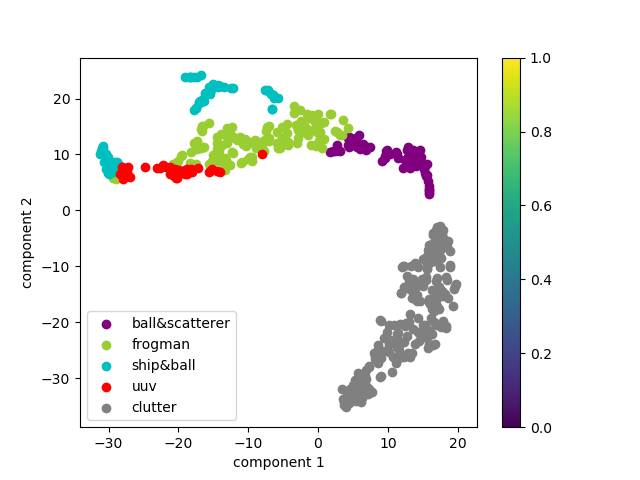 20
10
0
−10
−20
−30
component 2
−30
−20
−10
0
10
20
component 1
ball&scatterer
frogman
ship&ball
uuv
clutter
1.0
0.8
0.6
0.4
0.2
0.0